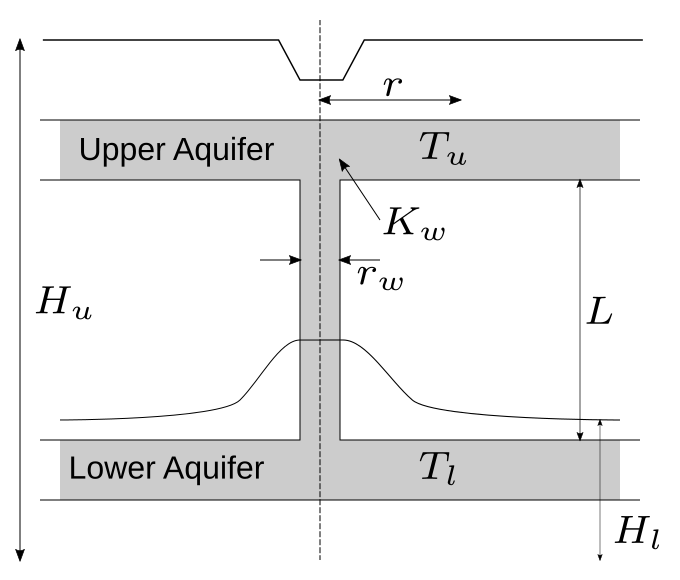 r
Upper Aquifer
T_u
K_w
r_w
H_u
L
Lower Aquifer
T_l
H_l